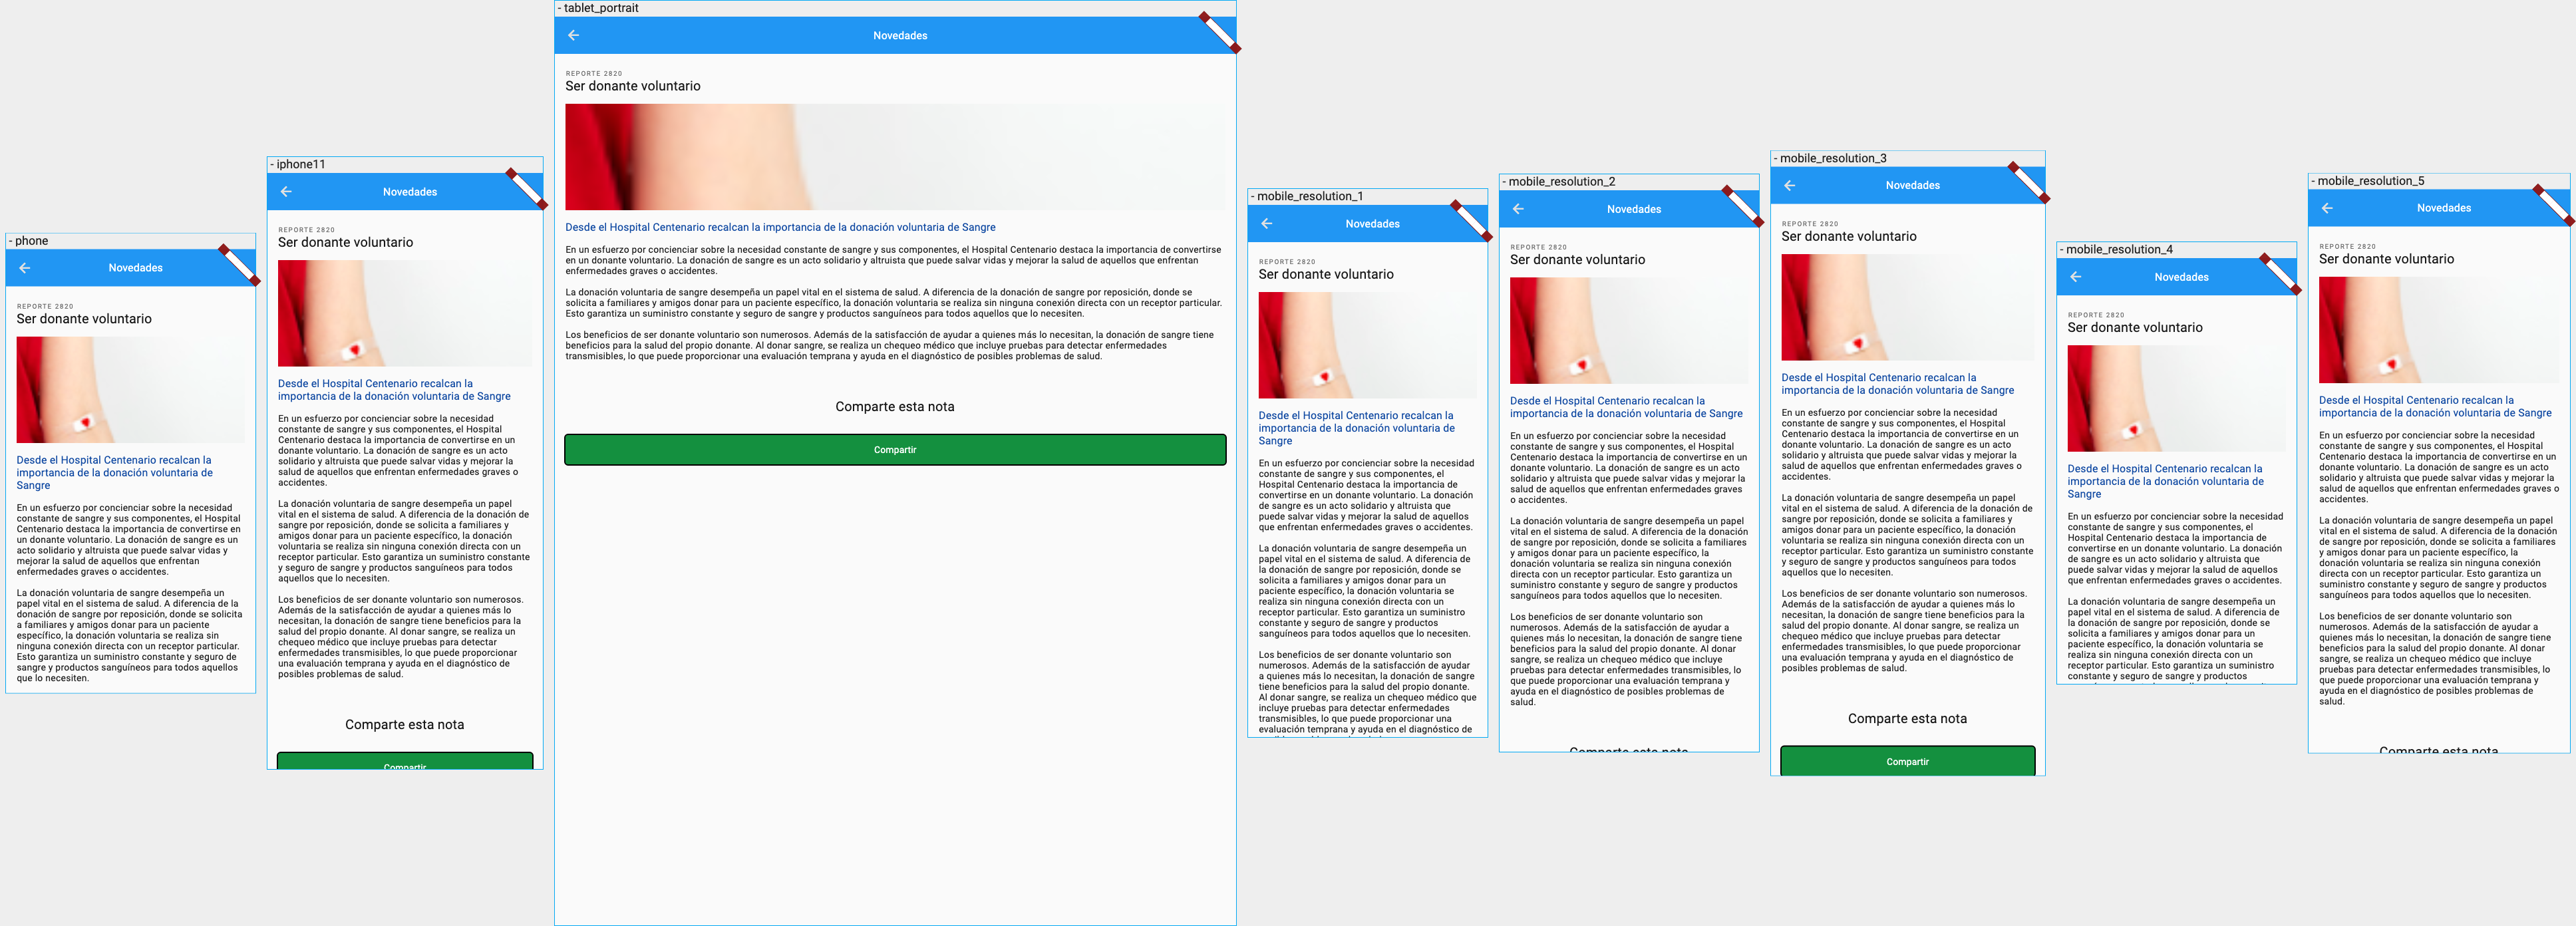 - phone
Novedades
REPORTE 2820
Ser donante voluntario
Desde el Hospital Centenario recalcan la
importancia de la donación voluntaria de
Sangre
En un esfuerzo por concienciar sobre la necesidad
constante de sangre y sus componentes, el Hospital
Centenario destaca la importancia de convertirse en
un donante voluntario. La donación de sangre es un
acto solidario y altruista que puede salvar vidas y
mejorar la salud de aquellos que enfrentan
enfermedades graves o accidentes.
La donación voluntaria de sangre desempeña un
papel vital en el sistema de salud. A diferencia de la
donación de sangre por reposición, donde se solicita
a familiares y amigos donar para un paciente
específico, la donación voluntaria se realiza sin
ninguna conexión directa con un receptor particular.
Esto garantiza un suministro constante y seguro de
sangre y productos sanguíneos para todos aquellos
que lo necesiten.
- iphone11
Novedades
REPORTE 2820
Ser donante voluntario
Desde el Hospital Centenario recalcan la
importancia de la donación voluntaria de Sangre
En un esfuerzo por concienciar sobre la necesidad
constante de sangre y sus componentes, el Hospital
Centenario destaca la importancia de convertirse en un
donante voluntario. La donación de sangre es un acto
solidario y altruista que puede salvar vidas y mejorar la
salud de aquellos que enfrentan enfermedades graves o
accidentes.
La donación voluntaria de sangre desempeña un papel
vital en el sistema de salud. A diferencia de la donación de
sangre por reposición, donde se solicita a familiares y
amigos donar para un paciente específico, la donación
voluntaria se realiza sin ninguna conexión directa con un
receptor particular. Esto garantiza un suministro constante
y seguro de sangre y productos sanguíneos para todos
aquellos que lo necesiten.
Los beneficios de ser donante voluntario son numerosos.
Además de la satisfacción de ayudar a quienes más lo
necesitan, la donación de sangre tiene beneficios para la
salud del propio donante. Al donar sangre, se realiza un
chequeo médico que incluye pruebas para detectar
enfermedades transmisibles, lo que puede proporcionar
una evaluación temprana y ayuda en el diagnóstico de
posibles problemas de salud.
Comparte esta nota
Compartir
- tablet_portrait
Novedades
REPORTE 2820
Ser donante voluntario
Desde el Hospital Centenario recalcan la importancia de la donación voluntaria de Sangre
En un esfuerzo por concienciar sobre la necesidad constante de sangre y sus componentes, el Hospital Centenario destaca la importancia de convertirse
en un donante voluntario. La donación de sangre es un acto solidario y altruista que puede salvar vidas y mejorar la salud de aquellos que enfrentan
enfermedades graves o accidentes.
La donación voluntaria de sangre desempeña un papel vital en el sistema de salud. A diferencia de la donación de sangre por reposición, donde se
solicita a familiares y amigos donar para un paciente específico, la donación voluntaria se realiza sin ninguna conexión directa con un receptor particular.
Esto garantiza un suministro constante y seguro de sangre y productos sanguíneos para todos aquellos que lo necesiten.
Los beneficios de ser donante voluntario son numerosos. Además de la satisfacción de ayudar a quienes más lo necesitan, la donación de sangre tiene
beneficios para la salud del propio donante. Al donar sangre, se realiza un chequeo médico que incluye pruebas para detectar enfermedades
transmisibles, lo que puede proporcionar una evaluación temprana y ayuda en el diagnóstico de posibles problemas de salud.
Comparte esta nota
Compartir
- mobile_resolution_1
Novedades
REPORTE 2820
Ser donante voluntario
Desde el Hospital Centenario recalcan la
importancia de la donación voluntaria de
Sangre
En un esfuerzo por concienciar sobre la necesidad
constante de sangre y sus componentes, el
Hospital Centenario destaca la importancia de
convertirse en un donante voluntario. La donación
de sangre es un acto solidario y altruista que
puede salvar vidas y mejorar la salud de aquellos
que enfrentan enfermedades graves o accidentes.
La donación voluntaria de sangre desempeña un
papel vital en el sistema de salud. A diferencia de
la donación de sangre por reposición, donde se
solicita a familiares y amigos donar para un
paciente específico, la donación voluntaria se
realiza sin ninguna conexión directa con un
receptor particular. Esto garantiza un suministro
constante y seguro de sangre y productos
sanguíneos para todos aquellos que lo necesiten.
Los beneficios de ser donante voluntario son
numerosos. Además de la satisfacción de ayudar
a quienes más lo necesitan, la donación de sangre
tiene beneficios para la salud del propio donante.
Al donar sangre, se realiza un chequeo médico que
incluye pruebas para detectar enfermedades
transmisibles, lo que puede proporcionar una
evaluación temprana y ayuda en el diagnóstico de
- mobile_resolution_2
Novedades
REPORTE 2820
Ser donante voluntario
Desde el Hospital Centenario recalcan la
importancia de la donación voluntaria de Sangre
En un esfuerzo por concienciar sobre la necesidad
constante de sangre y sus componentes, el Hospital
Centenario destaca la importancia de convertirse en un
donante voluntario. La donación de sangre es un acto
solidario y altruista que puede salvar vidas y mejorar la
salud de aquellos que enfrentan enfermedades graves
o accidentes.
La donación voluntaria de sangre desempeña un papel
vital en el sistema de salud. A diferencia de la donación
de sangre por reposición, donde se solicita a familiares
y amigos donar para un paciente específico, la
donación voluntaria se realiza sin ninguna conexión
directa con un receptor particular. Esto garantiza un
suministro constante y seguro de sangre y productos
sanguíneos para todos aquellos que lo necesiten.
Los beneficios de ser donante voluntario son
numerosos. Además de la satisfacción de ayudar a
quienes más lo necesitan, la donación de sangre tiene
beneficios para la salud del propio donante. Al donar
sangre, se realiza un chequeo médico que incluye
pruebas para detectar enfermedades transmisibles, lo
que puede proporcionar una evaluación temprana y
ayuda en el diagnóstico de posibles problemas de
salud.
Comparte esta nota
- mobile_resolution_3
Novedades
REPORTE 2820
Ser donante voluntario
Desde el Hospital Centenario recalcan la
importancia de la donación voluntaria de Sangre
En un esfuerzo por concienciar sobre la necesidad
constante de sangre y sus componentes, el Hospital
Centenario destaca la importancia de convertirse en un
donante voluntario. La donación de sangre es un acto
solidario y altruista que puede salvar vidas y mejorar la
salud de aquellos que enfrentan enfermedades graves o
accidentes.
La donación voluntaria de sangre desempeña un papel
vital en el sistema de salud. A diferencia de la donación de
sangre por reposición, donde se solicita a familiares y
amigos donar para un paciente específico, la donación
voluntaria se realiza sin ninguna conexión directa con un
receptor particular. Esto garantiza un suministro constante
y seguro de sangre y productos sanguíneos para todos
aquellos que lo necesiten.
Los beneficios de ser donante voluntario son numerosos.
Además de la satisfacción de ayudar a quienes más lo
necesitan, la donación de sangre tiene beneficios para la
salud del propio donante. Al donar sangre, se realiza un
chequeo médico que incluye pruebas para detectar
enfermedades transmisibles, lo que puede proporcionar
una evaluación temprana y ayuda en el diagnóstico de
posibles problemas de salud.
Comparte esta nota
Compartir
- mobile_resolution_4
Novedades
REPORTE 2820
Ser donante voluntario
Desde el Hospital Centenario recalcan la
importancia de la donación voluntaria de
Sangre
En un esfuerzo por concienciar sobre la necesidad
constante de sangre y sus componentes, el
Hospital Centenario destaca la importancia de
convertirse en un donante voluntario. La donación
de sangre es un acto solidario y altruista que
puede salvar vidas y mejorar la salud de aquellos
que enfrentan enfermedades graves o accidentes.
La donación voluntaria de sangre desempeña un
papel vital en el sistema de salud. A diferencia de
la donación de sangre por reposición, donde se
solicita a familiares y amigos donar para un
paciente específico, la donación voluntaria se
realiza sin ninguna conexión directa con un
receptor particular. Esto garantiza un suministro
constante y seguro de sangre y productos
- mobile_resolution_5
Novedades
REPORTE 2820
Ser donante voluntario
Desde el Hospital Centenario recalcan la
importancia de la donación voluntaria de Sangre
En un esfuerzo por concienciar sobre la necesidad
constante de sangre y sus componentes, el Hospital
Centenario destaca la importancia de convertirse en un
donante voluntario. La donación de sangre es un acto
solidario y altruista que puede salvar vidas y mejorar la
salud de aquellos que enfrentan enfermedades graves o
accidentes.
La donación voluntaria de sangre desempeña un papel
vital en el sistema de salud. A diferencia de la donación
de sangre por reposición, donde se solicita a familiares
y amigos donar para un paciente específico, la
donación voluntaria se realiza sin ninguna conexión
directa con un receptor particular. Esto garantiza un
suministro constante y seguro de sangre y productos
sanguíneos para todos aquellos que lo necesiten.
Los beneficios de ser donante voluntario son
numerosos. Además de la satisfacción de ayudar a
quienes más lo necesitan, la donación de sangre tiene
beneficios para la salud del propio donante. Al donar
sangre, se realiza un chequeo médico que incluye
pruebas para detectar enfermedades transmisibles, lo
que puede proporcionar una evaluación temprana y
ayuda en el diagnóstico de posibles problemas de
salud.
Comparte esta nota